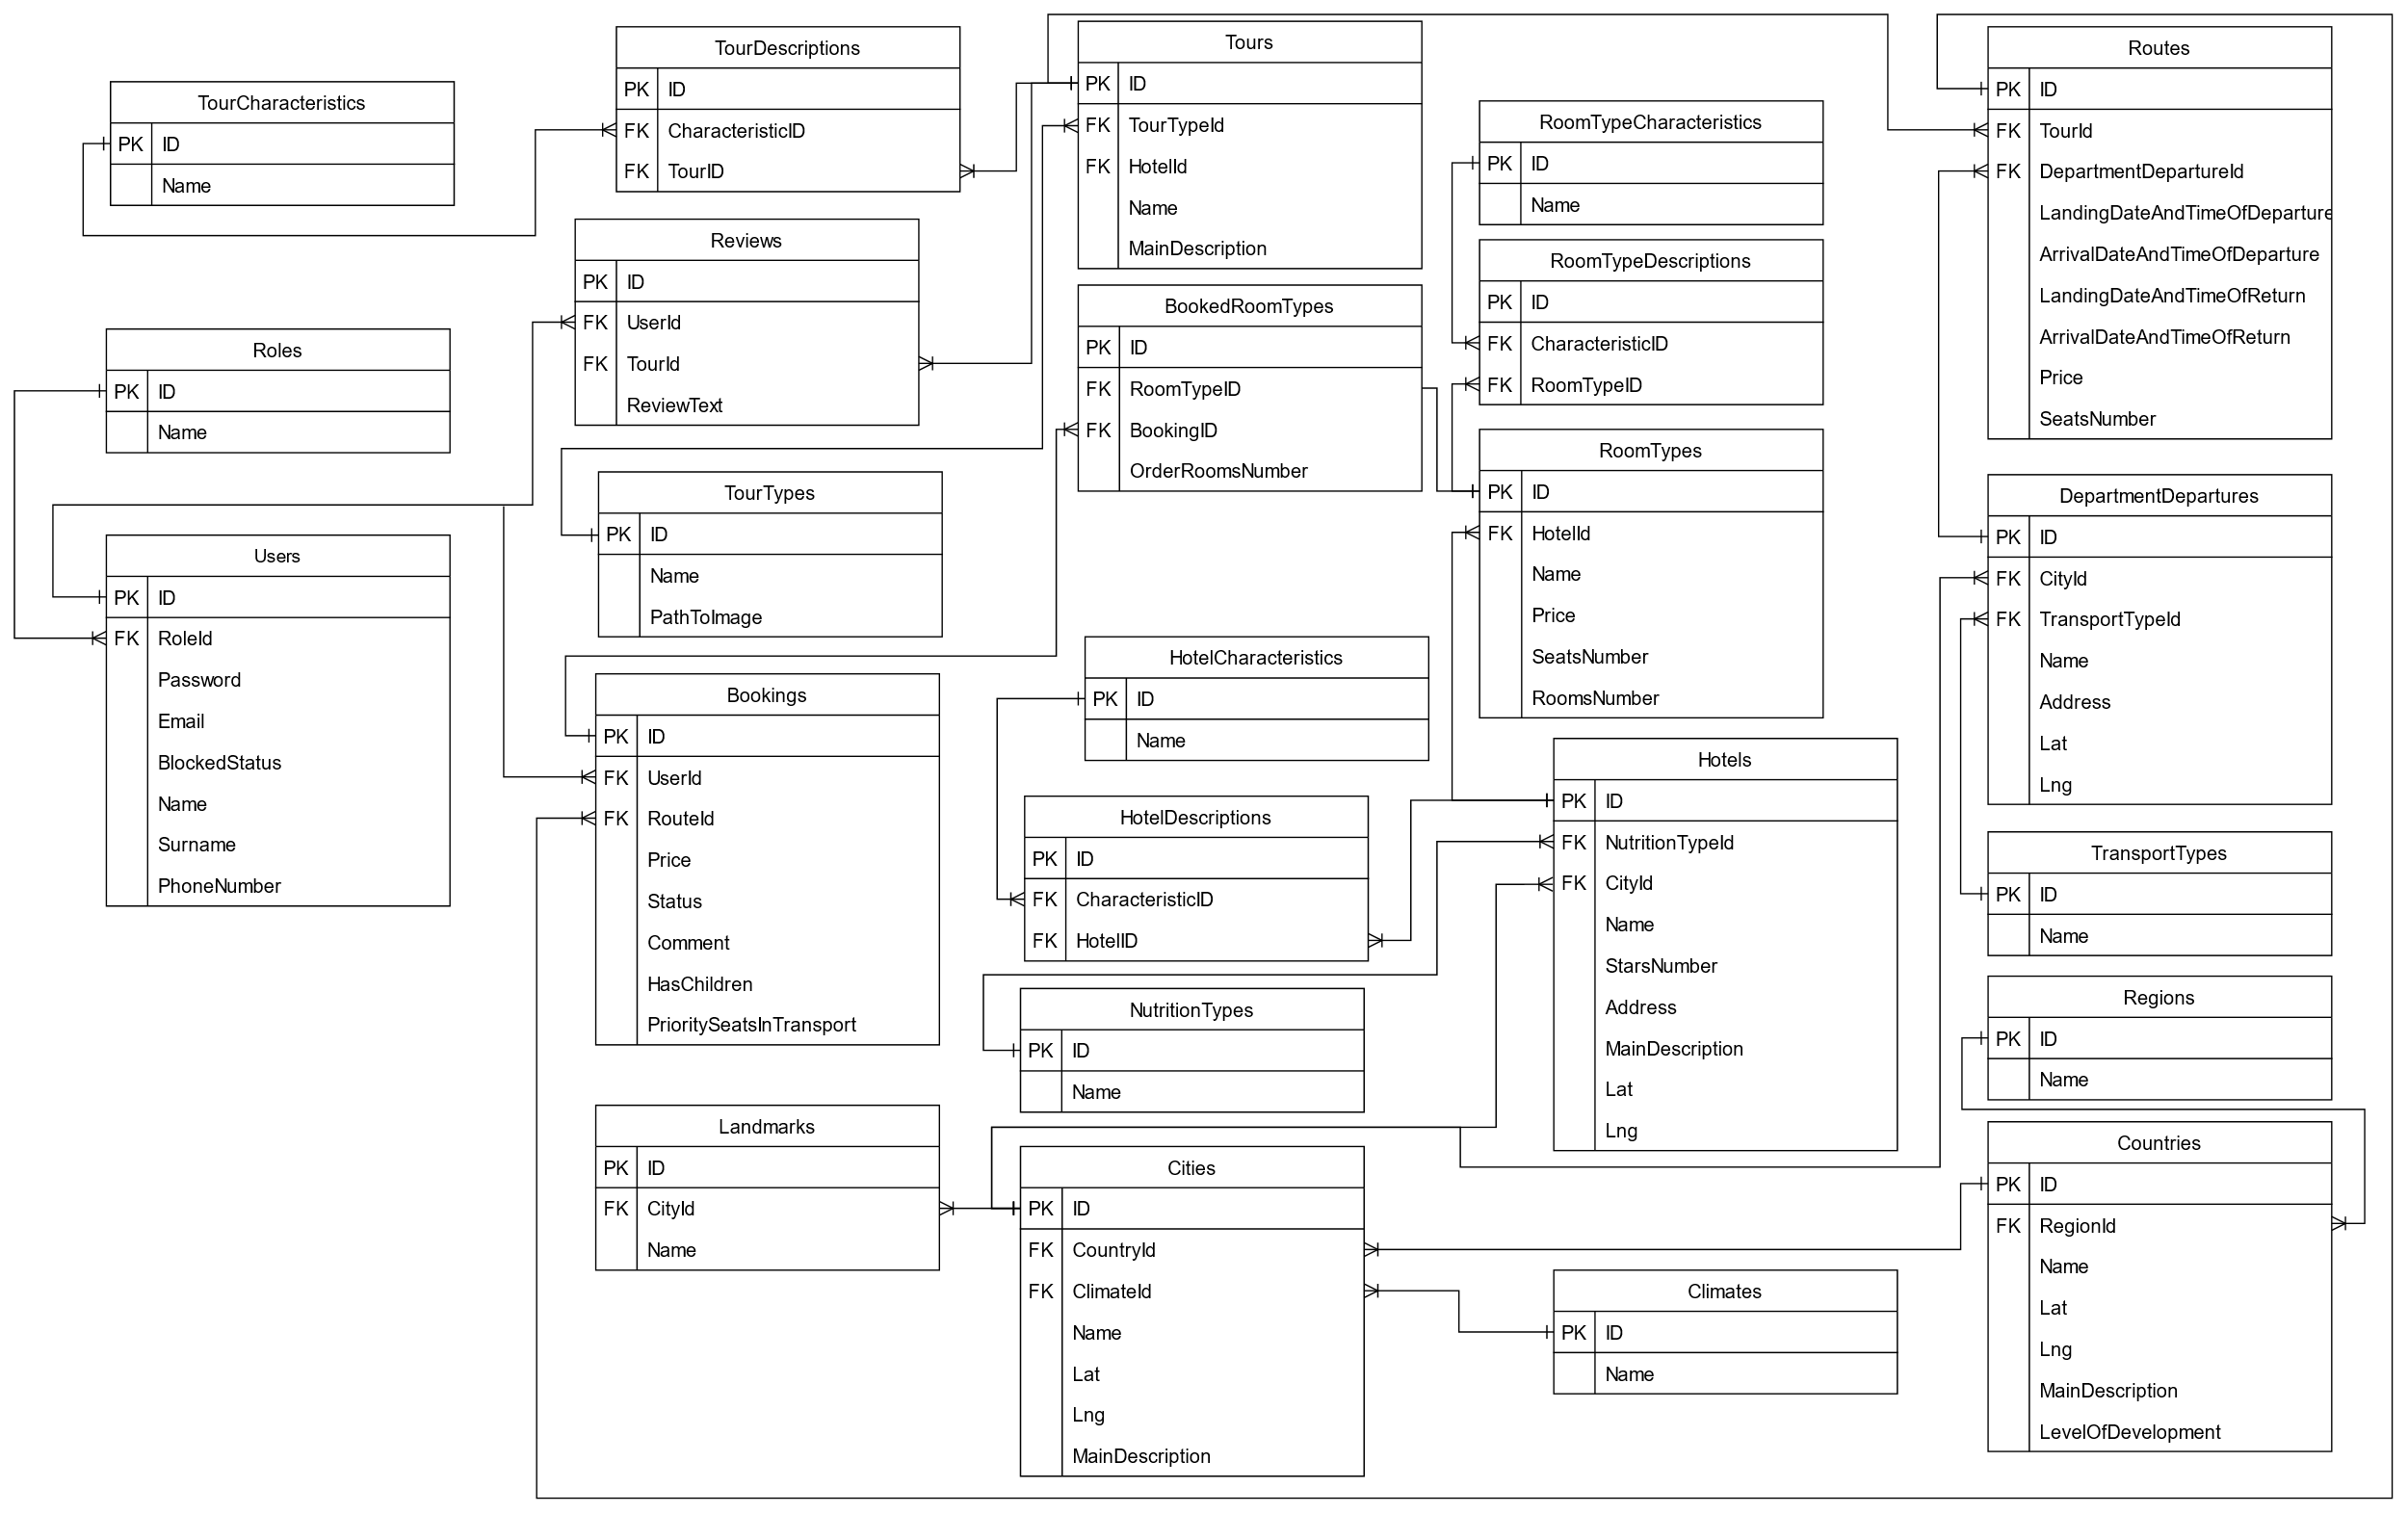 TourCharacteristics
PK ID
Name
TourDescriptions
PK ID
FK CharacteristicID
FK TourID
Tours
PK ID
FK TourTypeId
FK HotelId
Name
MainDescription
Routes
PK ID
FK TourId
FK DepartmentDepartureId
LandingDateAndTimeOfDeparture
ArrivalDateAndTimeOfDeparture
LandingDateAndTimeOfReturn
ArrivalDateAndTimeOfReturn
Price
SeatsNumber
RoomTypeCharacteristics
PK ID
Name
Reviews
PK ID
FK UserId
FK TourId
ReviewText
RoomTypeDescriptions
PK ID
FK CharacteristicID
FK RoomTypeID
BookedRoomTypes
PK ID
FK RoomTypeID
FK BookingID
OrderRoomsNumber
Roles
PK ID
Name
RoomTypes
PK ID
FK HotelId
Name
Price
SeatsNumber
RoomsNumber
TourTypes
PK ID
Name
PathToImage
DepartmentDepartures
PK ID
FK CityId
FK TransportTypeId
Name
Address
Lat
Lng
Users
PK ID
FK RoleId
Password
Email
BlockedStatus
Name
Surname
PhoneNumber
HotelCharacteristics
PK ID
Name
Bookings
PK ID
FK UserId
FK RouteId
Price
Status
Comment
HasChildren
PrioritySeatsInTransport
Hotels
PK ID
FK NutritionTypeId
FK CityId
Name
StarsNumber
Address
MainDescription
Lat
Lng
HotelDescriptions
PK ID
FK CharacteristicID
FK HotelID
TransportTypes
PK ID
Name
NutritionTypes
PK ID
Name
Regions
PK ID
Name
Landmarks
PK ID
FK CityId
Name
Cities
PK ID
FK CountryId
FK ClimateId
Name
Lat
Lng
MainDescription
Countries
PK ID
FK RegionId
Name
Lat
Lng
MainDescription
LevelOfDevelopment
Climates
PK ID
Name